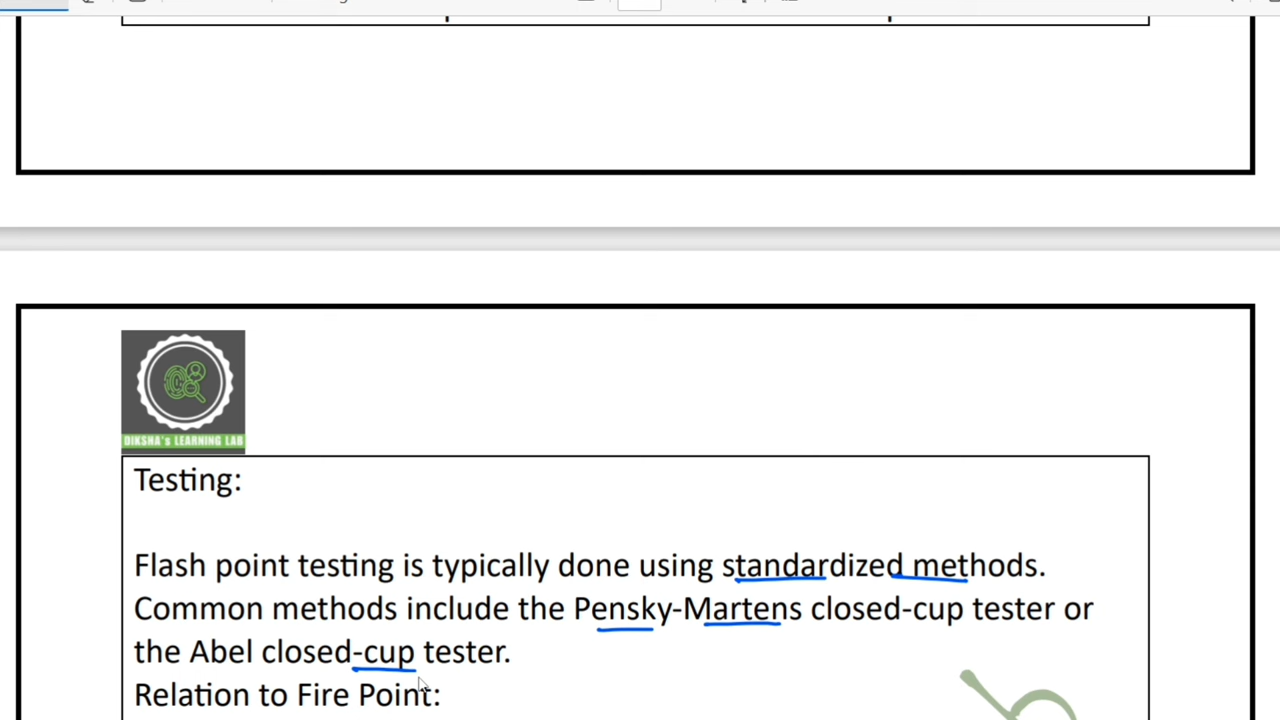 DIKSHA's LEARNING LAB
Testing:
Flash point testing is typically done using standardized methods.
Common methods include the Pensky-Martens closed-cup tester or
the Abel closed-cup tester.
Relation to Fire Point: